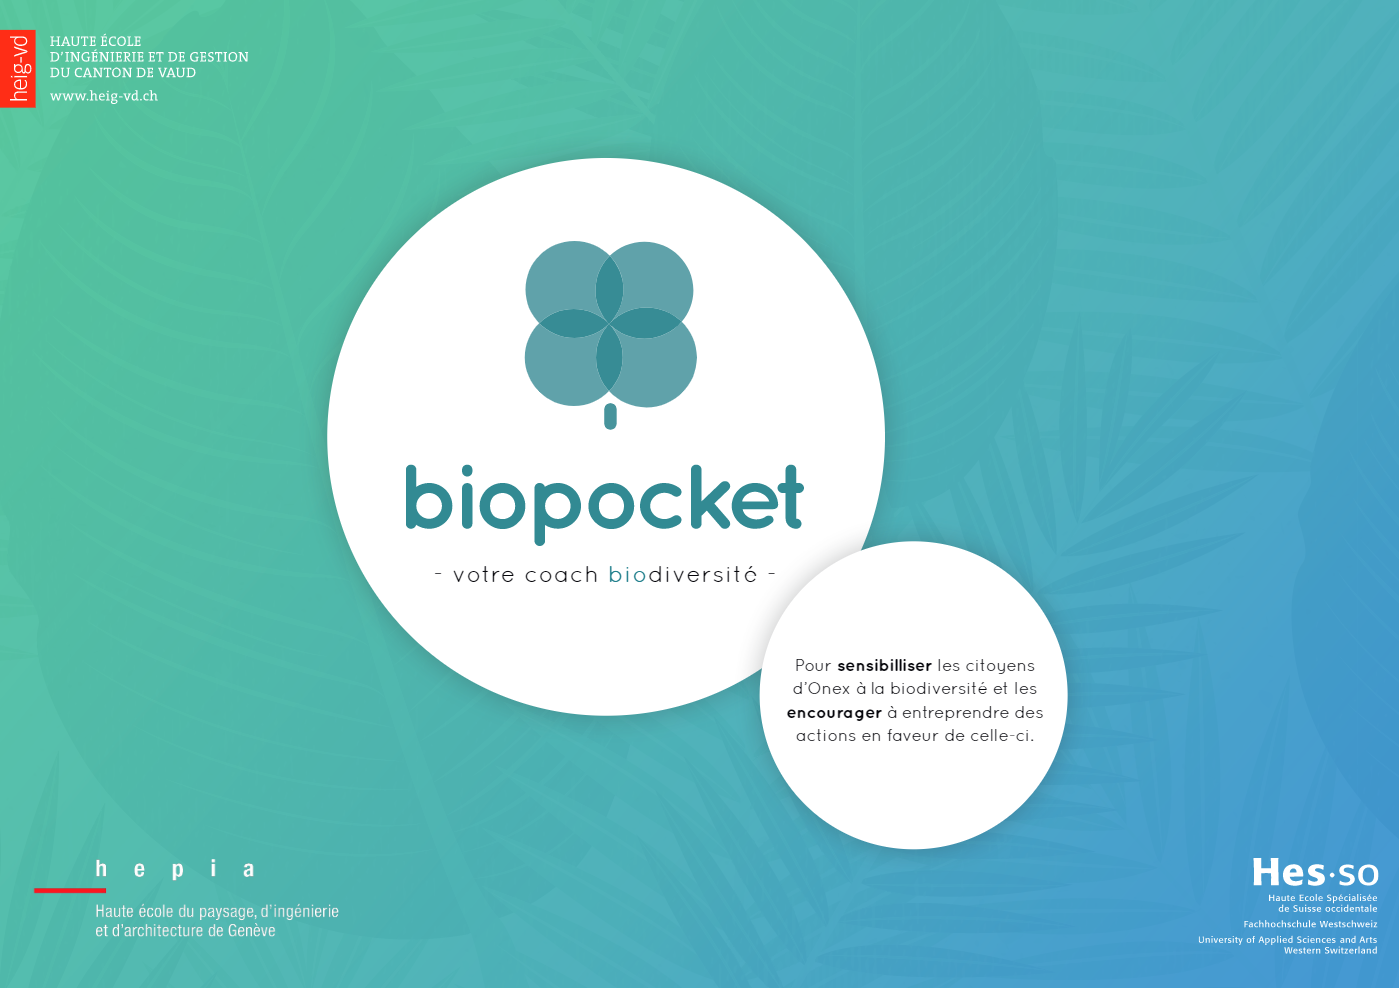 heig-vd
HAUTE ÉCOLE
D'INGÉNIERIE ET DE GESTION
DU CANTON DE VAUD
www.heig-vd.ch
biopocket
- votre coach biodiversité -
Pour sensibilliser les citoyens
d'Onex à la biodiversité et les
encourager à entreprendre des
actions en faveur de celle-ci.
h e p i a
Haute école du paysage, d'ingénierie
et d'architecture de Genève
Hes·so
Haute Ecole Spécialisée
de Suisse occidentale
Fachhochschule Westschweiz
University of Applied Sciences and Arts
Western Switzerland